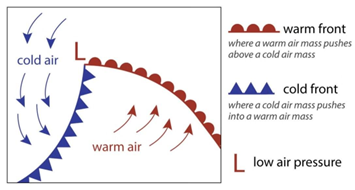 cold air
L
warm air
warm front
where a warm air mass pushes
above a cold air mass
cold front
where a cold air mass pushes
into a warm air mass
L low air pressure